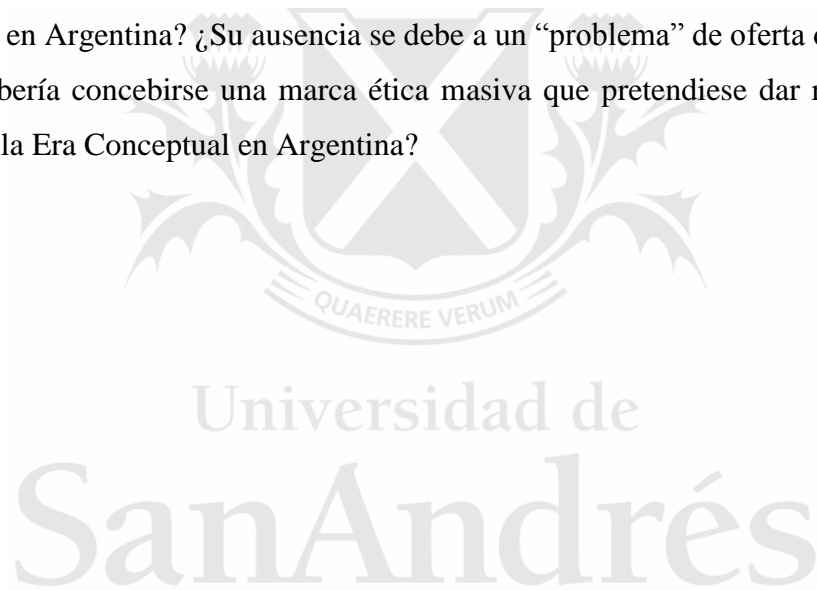 en Argentina? ¿Su ausencia se debe a un “problema” de oferta
concebirse una marca ética masiva que pretendiese dar
la Era Conceptual en Argentina?
QUAERERE VERUM
Universidad de
SanAndrés